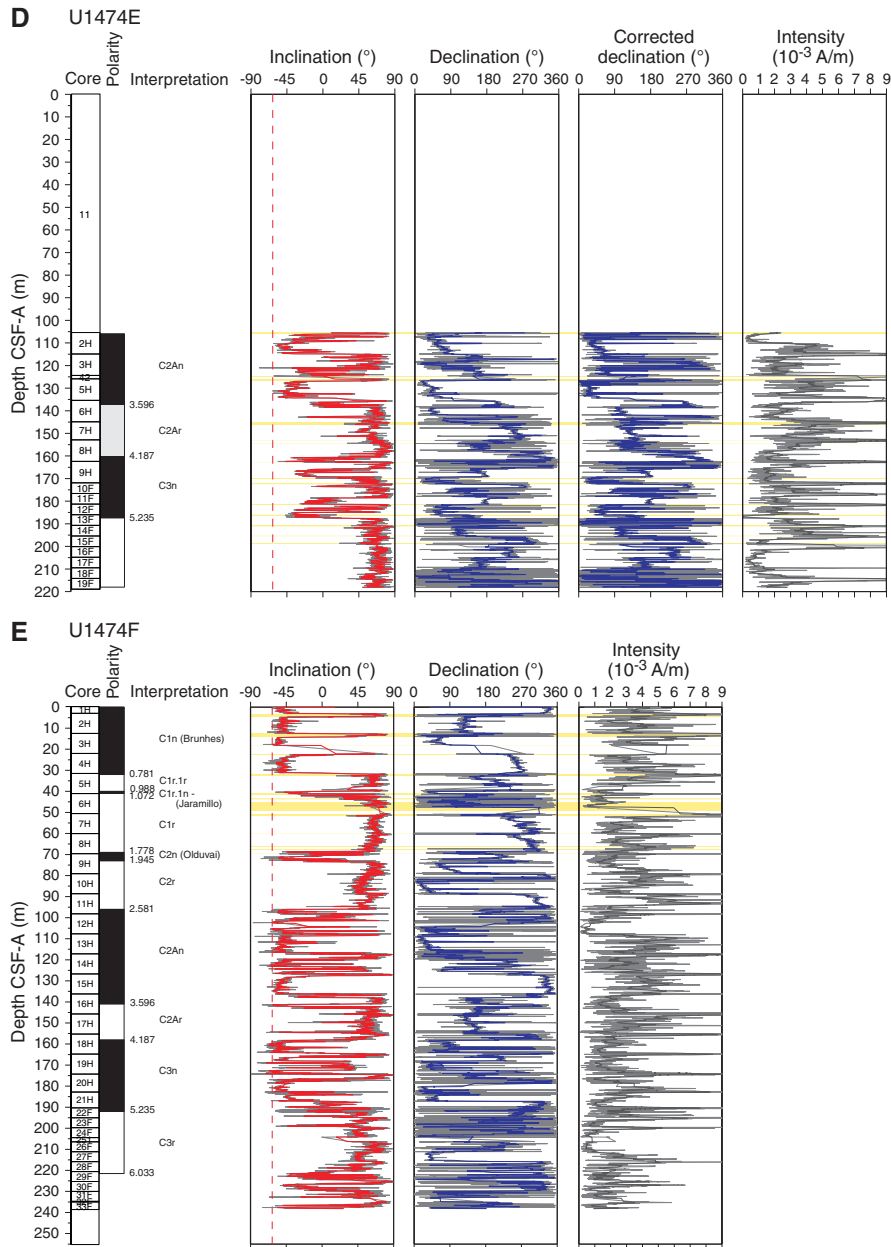 D U1474E
Core Polarity Interpretation
Inclination (°)
-90 -45 0 45 90
Declination (°)
0 90 180 270 360
Corrected declination (°)
0 90 180 270 360
Intensity (10-3 A/m)
0 1 2 3 4 5 6 7 8 9
Depth CSF-A (m)
0
10
20
30
40
50
60
70
80
90
100
110
120
130
140
150
160
170
180
190
200
210
220
11
2H
3H
42
5H
6H
7H
8H
9H
10F
11F
12F
13F
14F
15F
16F
17F
18F
19F
C2An
3.596
C2Ar
4.187
C3n
5.235
E U1474F
Core Polarity Interpretation
Inclination (°)
-90 -45 0 45 90
Declination (°)
0 90 180 270 360
Intensity (10-3 A/m)
0 1 2 3 4 5 6 7 8 9
Depth CSF-A (m)
0
10
20
30
40
50
60
70
80
90
100
110
120
130
140
150
160
170
180
190
200
210
220
230
240
250
1H
2H
3H
4H
5H
6H
7H
8H
9H
10H
11H
12H
13H
14H
15H
16H
17H
18H
19H
20H
21H
22F
23F
24F
26F
27F
28F
29F
30F
31F
33F
C1n (Brunhes)
0.781
C1r.1r
0.988
1.072
C1r.1n -
(Jaramillo)
C1r
1.778
C2n (Olduvai)
1.945
C2r
2.581
C2An
3.596
C2Ar
4.187
C3n
5.235
C3r
6.033